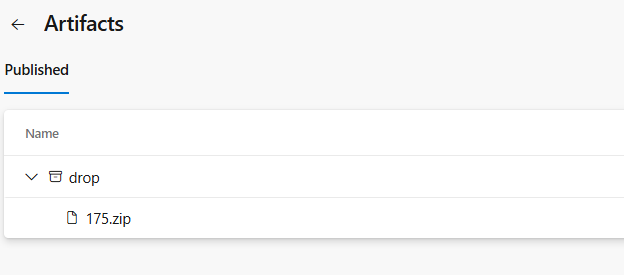 Artifacts
Published
Name
drop
175.zip